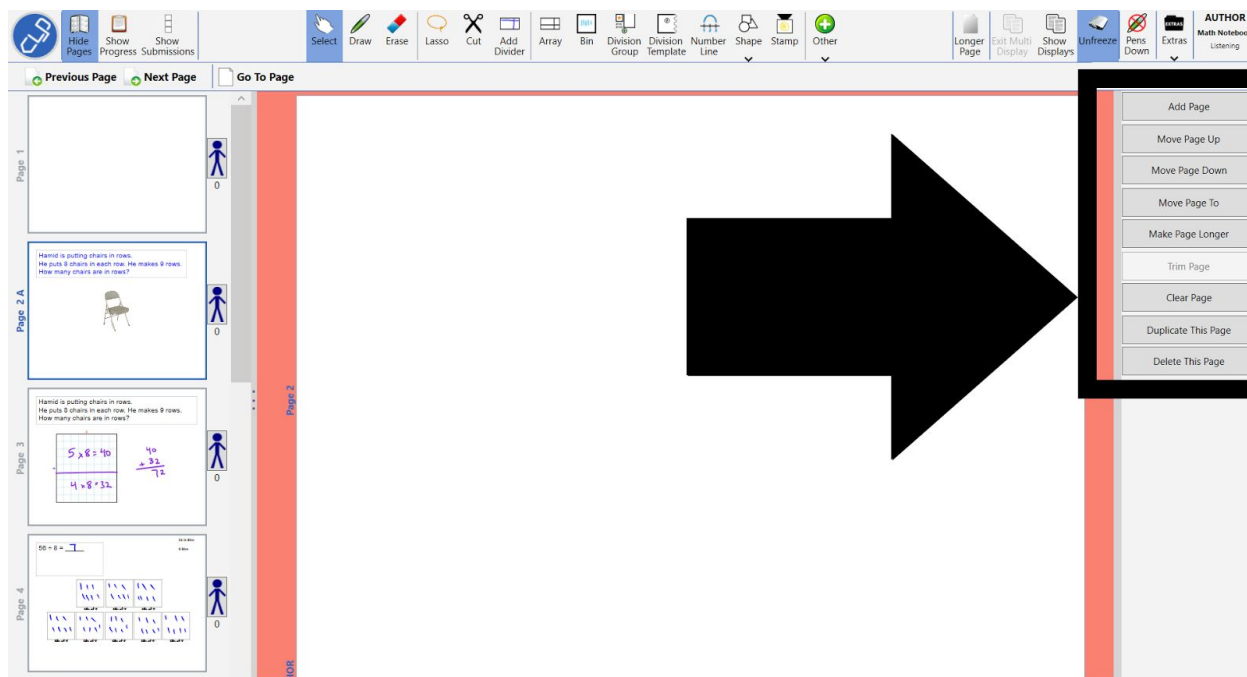 Hide Pages
Show Progress
Show Submissions
Select
Draw
Erase
Lasso
Cut
Add Divider
Array
Bin
Division Group
Division Template
Number Line
Shape
Stamp
Other
Longer Page
Exit Multi Display
Show Displays
Unfreeze
Pens Down
EXTRAS
Extras
AUTHOR
Math Noteboo
Listening
Previous Page
Next Page
Go To Page
Page 1
0
Page 2 A
Hamid is putting chairs in rows.
He puts 8 chairs in each row. He makes 9 rows.
How many chairs are in rows?
0
Page 3
Hamid is putting chairs in rows.
He puts 8 chairs in each row. He makes 9 rows.
How many chairs are in rows?
5 x 8 = 40
4 x 8 = 32
40
+ 32
72
0
Page 4
56 ÷ 8 = 7
0
Page 2
HOR
Add Page
Move Page Up
Move Page Down
Move Page To
Make Page Longer
Trim Page
Clear Page
Duplicate This Page
Delete This Page